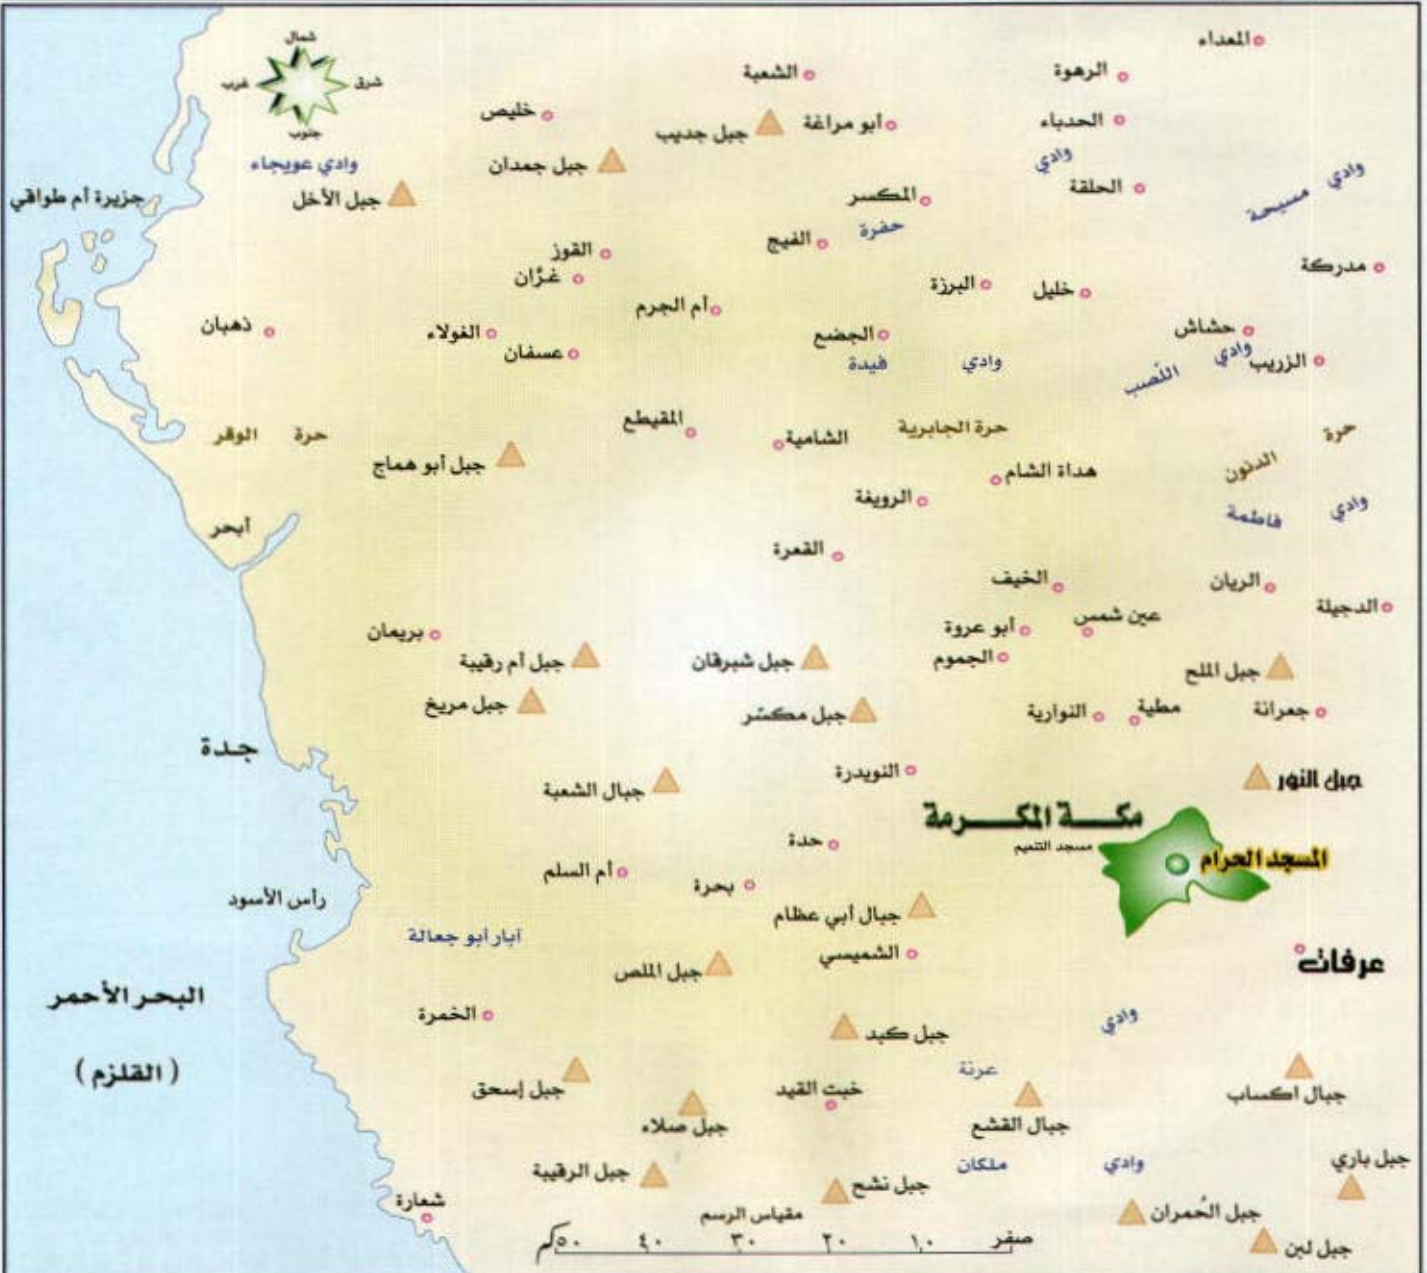 المعداء
شمال
شرق
غرب
جنوب
الشعبة
الرهوة
خليص
جبل جديب
أبو مراغة
الحدباء
وادي عويجاء
جبل جمدان
وادي
وادي
مسيحة
جزيرة أم طواقي
جبل الأخل
المكسر
الحلقة
حفرة
الفيج
القوز
غرَّان
مدركة
البرزة
خليل
أم الجرم
ذهبان
الغولاء
عسفان
الجضع
حشاش
وادي
الزريب
فيدة
وادي
النُصب
المقيطع
حرة الوقر
الشامية
حرة الجابرية
حرة
الدنون
جبل أبو هماج
هداة الشام
الرويغة
وادي
فاطمة
أبحر
القعرة
الخيف
الريان
الدجيلة
عين شمس
أبو عروة
بريمان
جبل أم رقيبة
جبل شبرقان
الجموم
جبل الملح
جبل مريخ
جبل مكسّر
النوارية
مطية
جعرانة
جدة
النويدرة
جبل النور
جبال الشعبة
مكة المكرمة
حدة
مسجد التنعيم
المسجد الحرام
أم السلم
بحرة
رأس الأسود
جبال أبي عظام
آبار أبو جعالة
الشميسي
عرفات
جبل الملص
البحر الأحمر
(القلزم)
الخمرة
وادي
جبل كبد
عرنة
جبل إسحق
خبت القيد
جبال اكساب
جبل صلاء
جبال القشع
جبل الرقيبة
ملكان
وادي
جبل باري
جبل نشح
شعارة
جبل الحُمران
مقياس الرسم
صفر ١٠ ٢٠ ٣٠ ٤٠ ٥٠كم
جبل لبن